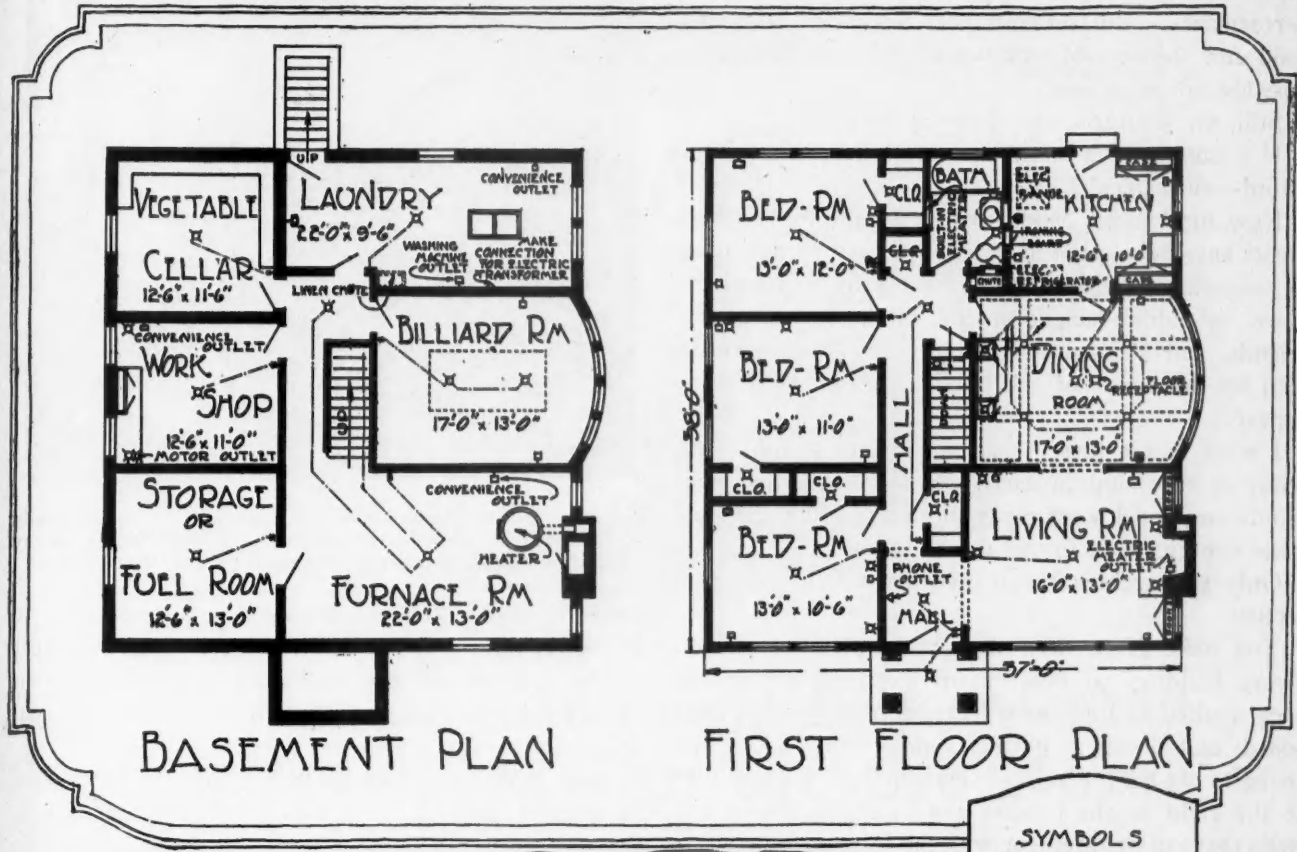 UP
VEGETABLE
CELLAR
12'-6" x 11'-6"
LAUNDRY
22'-0" x 9'-6"
CONVENIENCE
OUTLET
WASHING
MACHINE
OUTLET
MAKE
CONNECTION
FOR ELECTRIC
TRANSFORMER
LINEN CHUTE
CONVENIENCE
OUTLET
WORK
SHOP
12'-6" x 11'-0"
MOTOR OUTLET
BILLIARD RM
17'-0" x 13'-0"
UP
STORAGE
OR
FUEL ROOM
12'-6" x 13'-0"
CONVENIENCE
OUTLET
HEATER
FURNACE RM
22'-0" x 13'-0"
BASEMENT PLAN
BED-RM
13'-0" x 12'-0"
CLO.
CLO.
BATH
BUILT-IN
ELECTRIC
HEATER
ELEC.
RANGE
IRONING
BOARD
ELEC.
REFRIGERATOR
CHUTE
KITCHEN
12'-6" x 10'-0"
CASE
CASE
BED-RM
13'-0" x 11'-0"
38'-0"
HALL
DOWN
DINING
ROOM
17'-0" x 13'-0"
FLOOR
RECEPTACLE
CLO.
CLO.
CLO.
BED-RM
13'-0" x 10'-6"
PHONE
OUTLET
HALL
LIVING RM
16'-0" x 13'-0"
ELECTRIC
HEATER
OUTLET
37'-0"
FIRST FLOOR PLAN
SYMBOLS